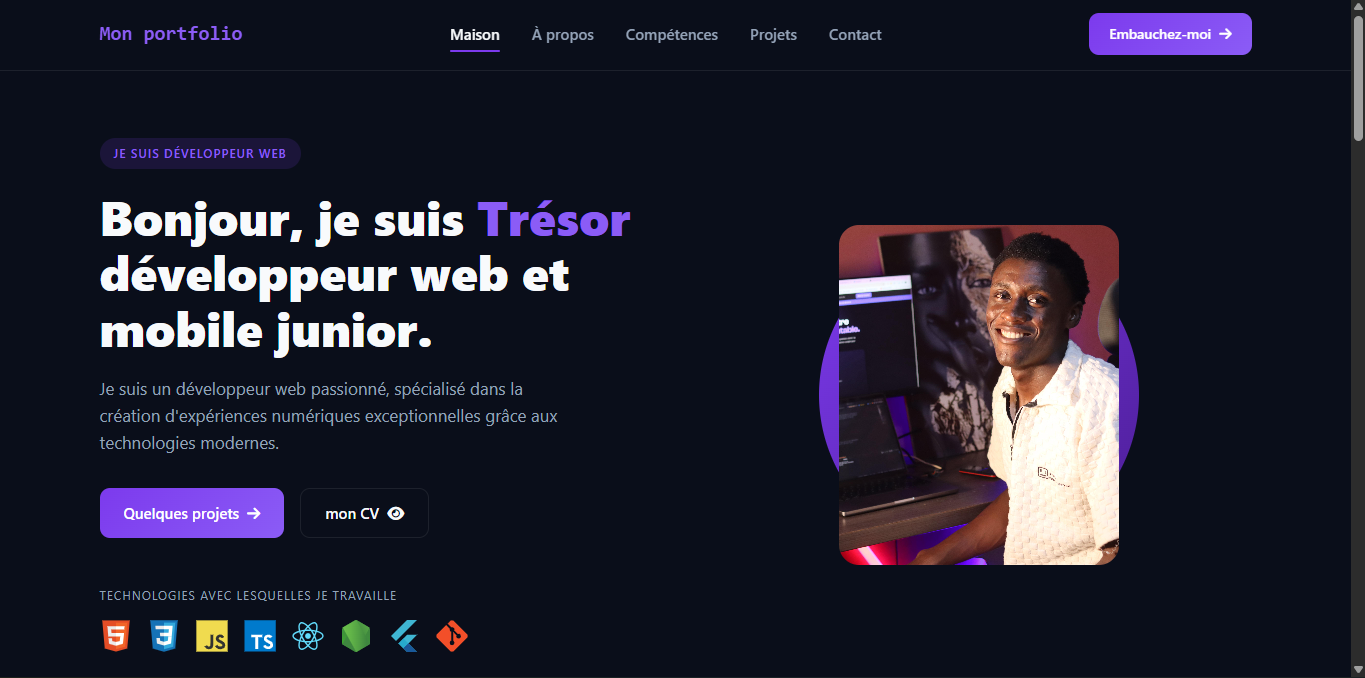 Mon portfolio
Maison
À propos
Compétences
Projets
Contact
Embauchez-moi →
JE SUIS DÉVELOPPEUR WEB
Bonjour, je suis Trésor
développeur web et
mobile junior.
Je suis un développeur web passionné, spécialisé dans la
création d'expériences numériques exceptionnelles grâce aux
technologies modernes.
Quelques projets →
mon CV
TECHNOLOGIES AVEC LESQUELLES JE TRAVAILLE
5
3
JS
TS